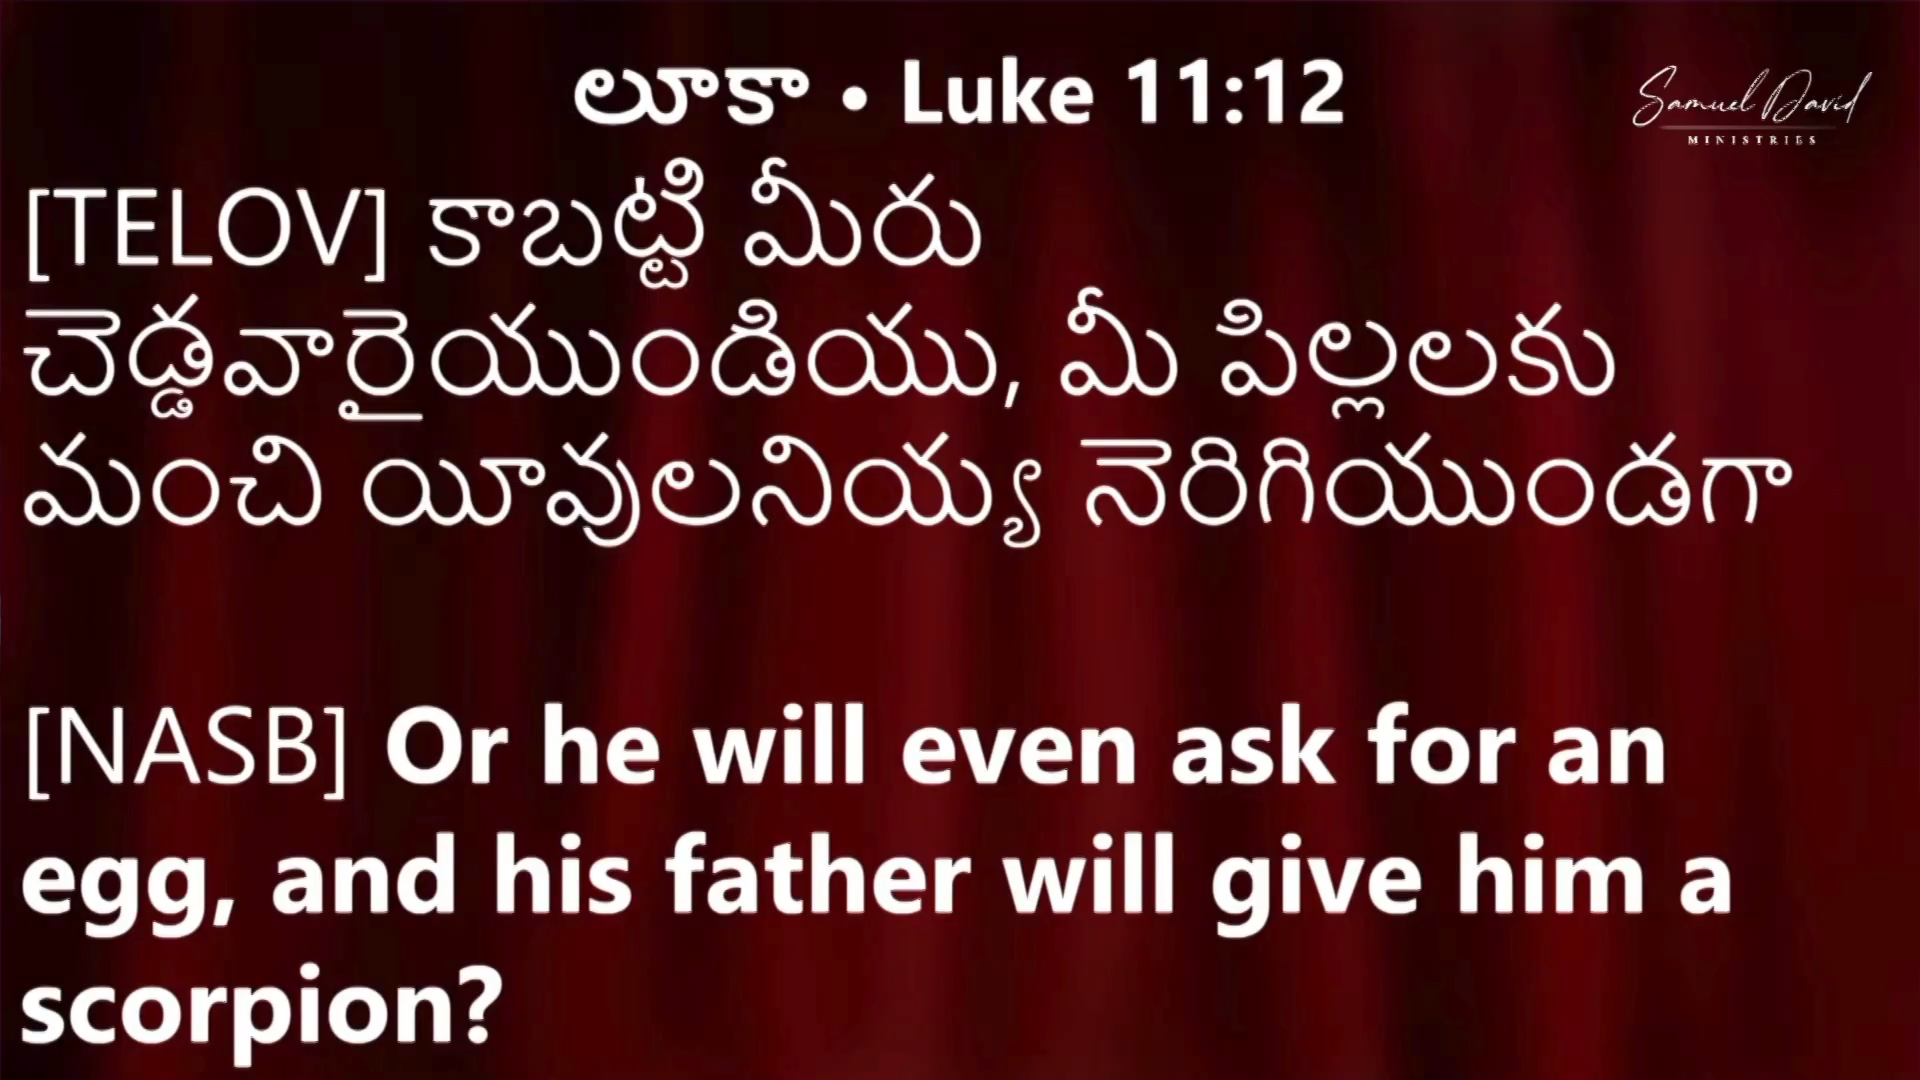 లూకా • Luke 11:12
Samuel David
MINISTRIES
[TELOV] కాబట్టి మీరు
చెడ్డవారైయుండియు, మీ పిల్లలకు
మంచి యీవులనియ్య నెరిగియుండగా
[NASB] Or he will even ask for an
egg, and his father will give him a
scorpion?